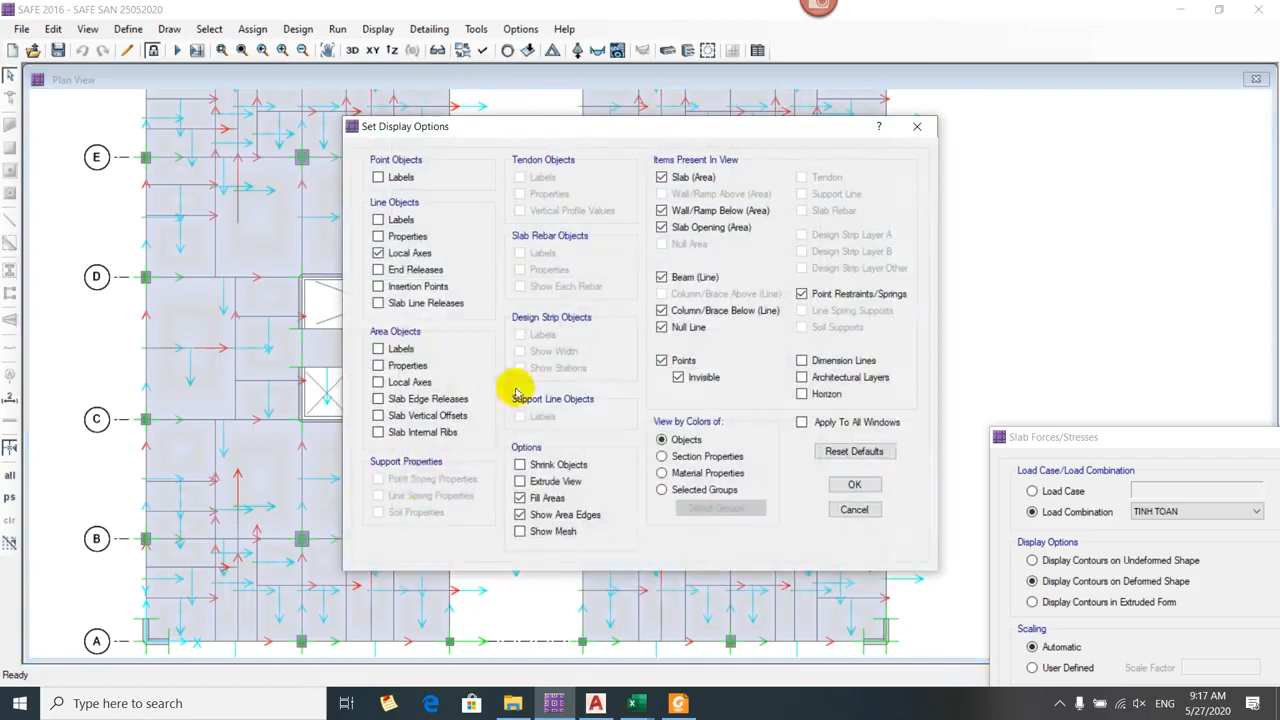 SAFE 2016 - SAFE SAN 25052020
File Edit View Define Draw Select Assign Design Run Display Detailing Tools Options Help
3D XY
Plan View
E
D
C
B
A
X
all
ps
clr
Set Display Options
?
Point Objects
Labels
Line Objects
Labels
Properties
Local Axes
End Releases
Insertion Points
Slab Line Releases
Area Objects
Labels
Properties
Local Axes
Slab Edge Releases
Slab Vertical Offsets
Slab Internal Ribs
Support Properties
Point Spring Properties
Line Spring Properties
Soil Properties
Tendon Objects
Labels
Properties
Vertical Profile Values
Slab Rebar Objects
Labels
Properties
Show Each Rebar
Design Strip Objects
Labels
Show Width
Show Stations
Support Line Objects
Labels
Options
Shrink Objects
Extrude View
Fill Areas
Show Area Edges
Show Mesh
Items Present In View
Slab (Area)
Wall/Ramp Above (Area)
Wall/Ramp Below (Area)
Slab Opening (Area)
Null Area
Beam (Line)
Column/Brace Above (Line)
Column/Brace Below (Line)
Null Line
Points
Invisible
Tendon
Support Line
Slab Rebar
Design Strip Layer A
Design Strip Layer B
Design Strip Layer Other
Point Restraints/Springs
Line Spring Supports
Soil Supports
Dimension Lines
Architectural Layers
Horizon
View by Colors of:
Objects
Section Properties
Material Properties
Selected Groups
Select Groups
Apply To All Windows
Reset Defaults
OK
Cancel
Slab Forces/Stresses
Load Case/Load Combination
Load Case
Load Combination TINH TOAN
Display Options
Display Contours on Undeformed Shape
Display Contours on Deformed Shape
Display Contours in Extruded Form
Scaling
Automatic
User Defined Scale Factor
Ready
Type here to search
ENG
9:17 AM
5/27/2020